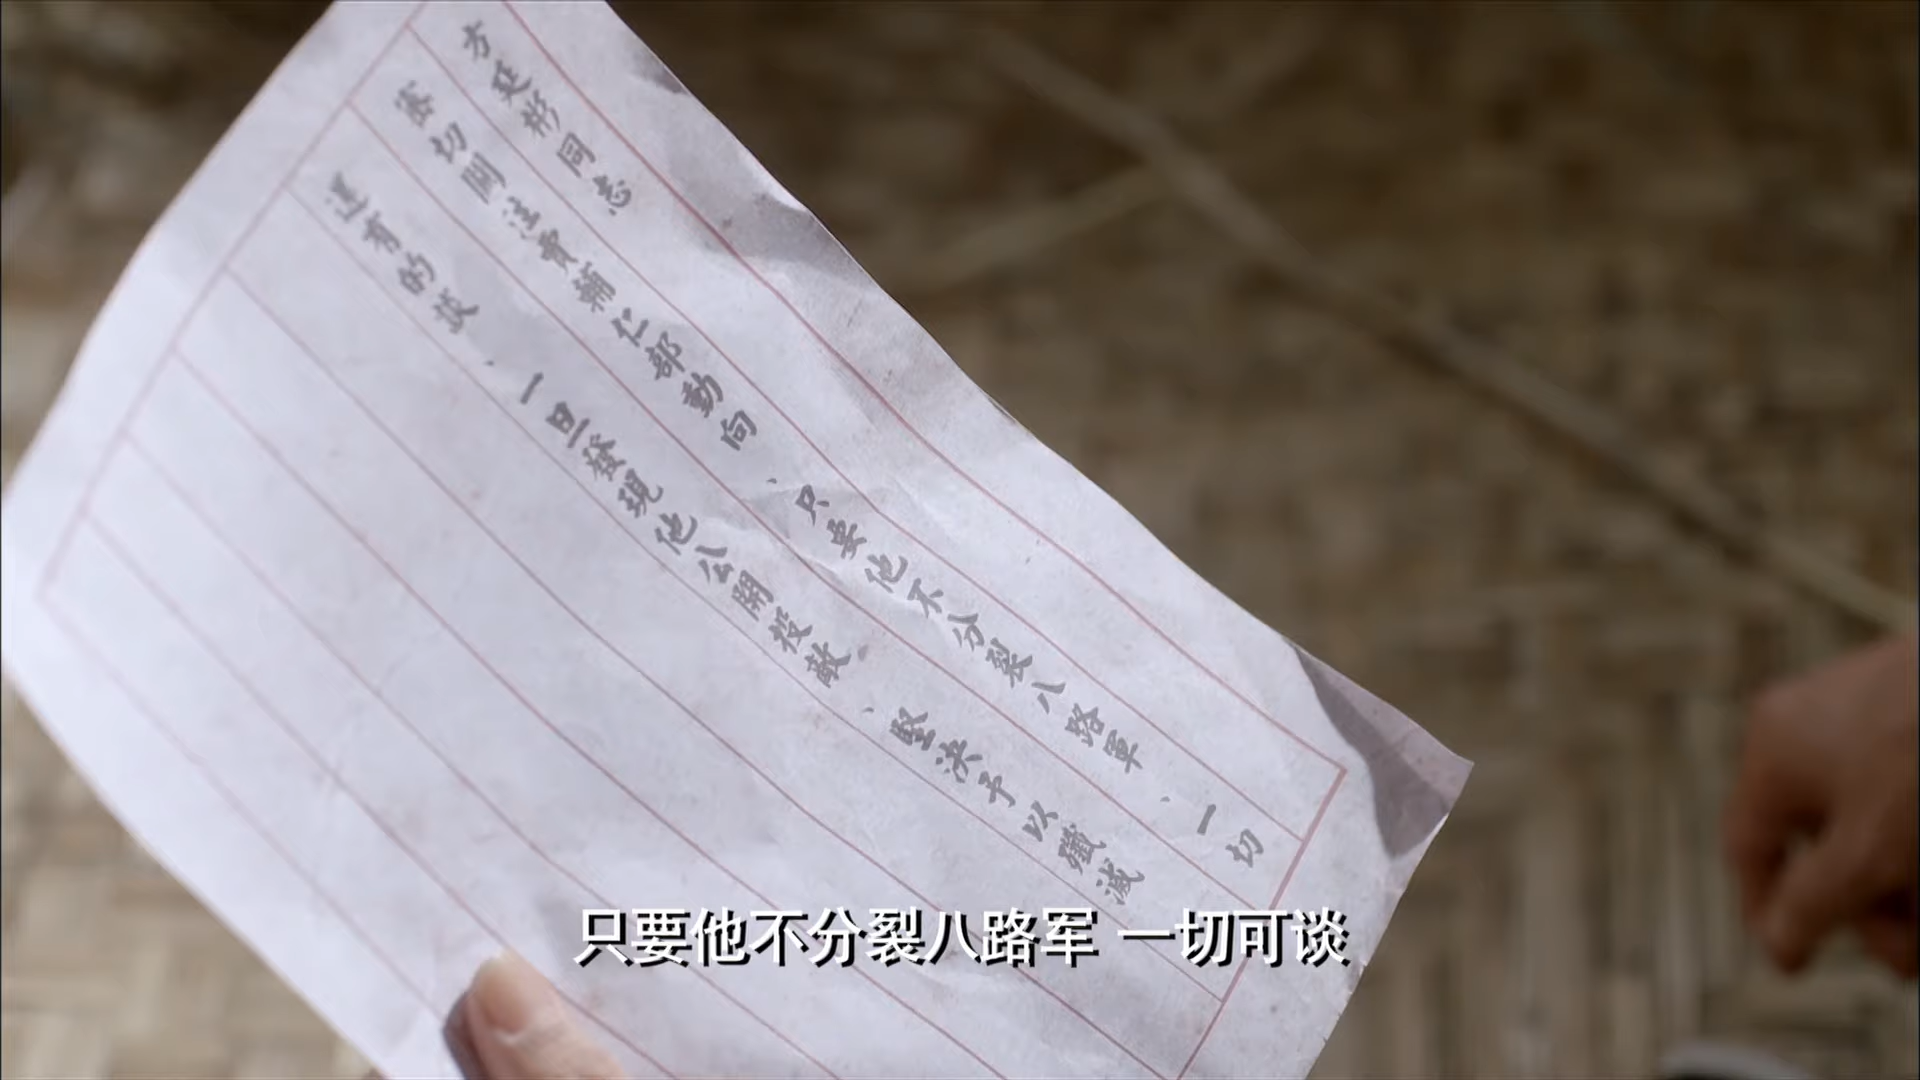 方延彬同志
密切關注賈輔仁部動向、只要他不分裂八路軍、一切
還有的談、一旦發現他公開投敵、堅決予以殲滅
只要他不分裂八路军 一切可谈